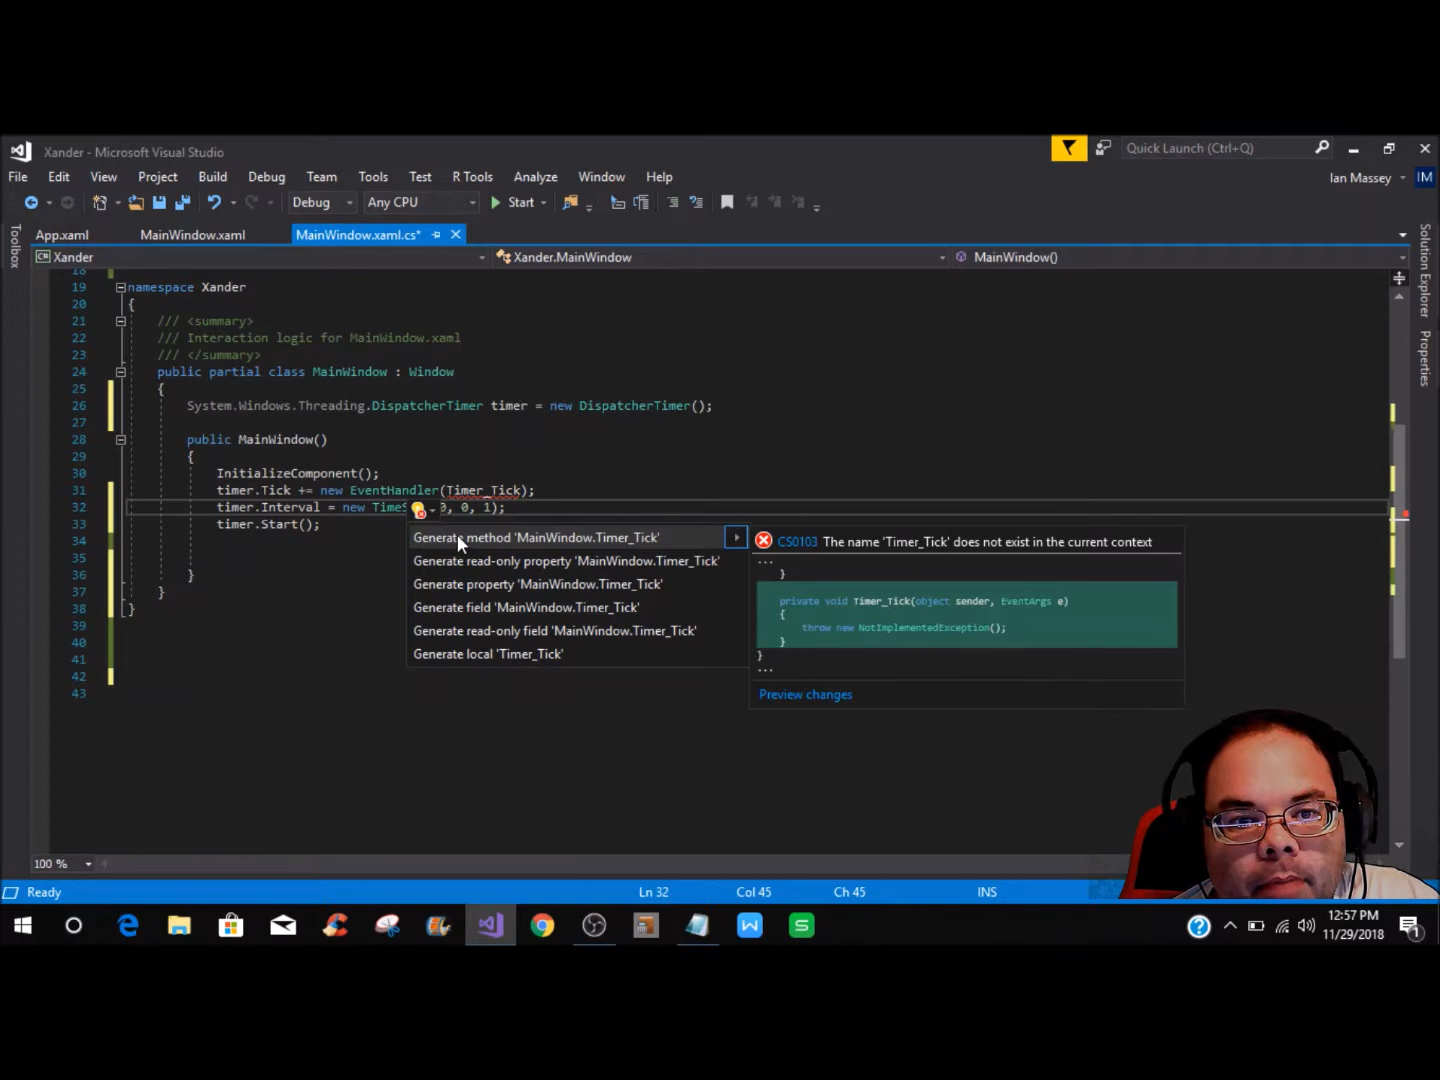 Xander - Microsoft Visual Studio
Quick Launch (Ctrl+Q)
File Edit View Project Build Debug Team Tools Test R Tools Analyze Window Help
Ian Massey IM
Debug Any CPU Start
App.xaml MainWindow.xaml MainWindow.xaml.cs*
Toolbox
Solution Explorer
Properties
Xander Xander.MainWindow MainWindow()
18
19 namespace Xander
20 {
21 /// <summary>
22 /// Interaction logic for MainWindow.xaml
23 /// </summary>
24 public partial class MainWindow : Window
25 {
26 System.Windows.Threading.DispatcherTimer timer = new DispatcherTimer();
27
28 public MainWindow()
29 {
30 InitializeComponent();
31 timer.Tick += new EventHandler(Timer_Tick);
32 timer.Interval = new TimeS 0, 0, 1);
33 timer.Start();
34
35
36 }
37 }
38 }
39
40
41
42
43
Generate method 'MainWindow.Timer_Tick'
Generate read-only property 'MainWindow.Timer_Tick'
Generate property 'MainWindow.Timer_Tick'
Generate field 'MainWindow.Timer_Tick'
Generate read-only field 'MainWindow.Timer_Tick'
Generate local 'Timer_Tick'
CS0103 The name 'Timer_Tick' does not exist in the current context
...
}
private void Timer_Tick(object sender, EventArgs e)
{
throw new NotImplementedException();
}
}
...
Preview changes
100 %
Ready Ln 32 Col 45 Ch 45 INS
12:57 PM
11/29/2018
1